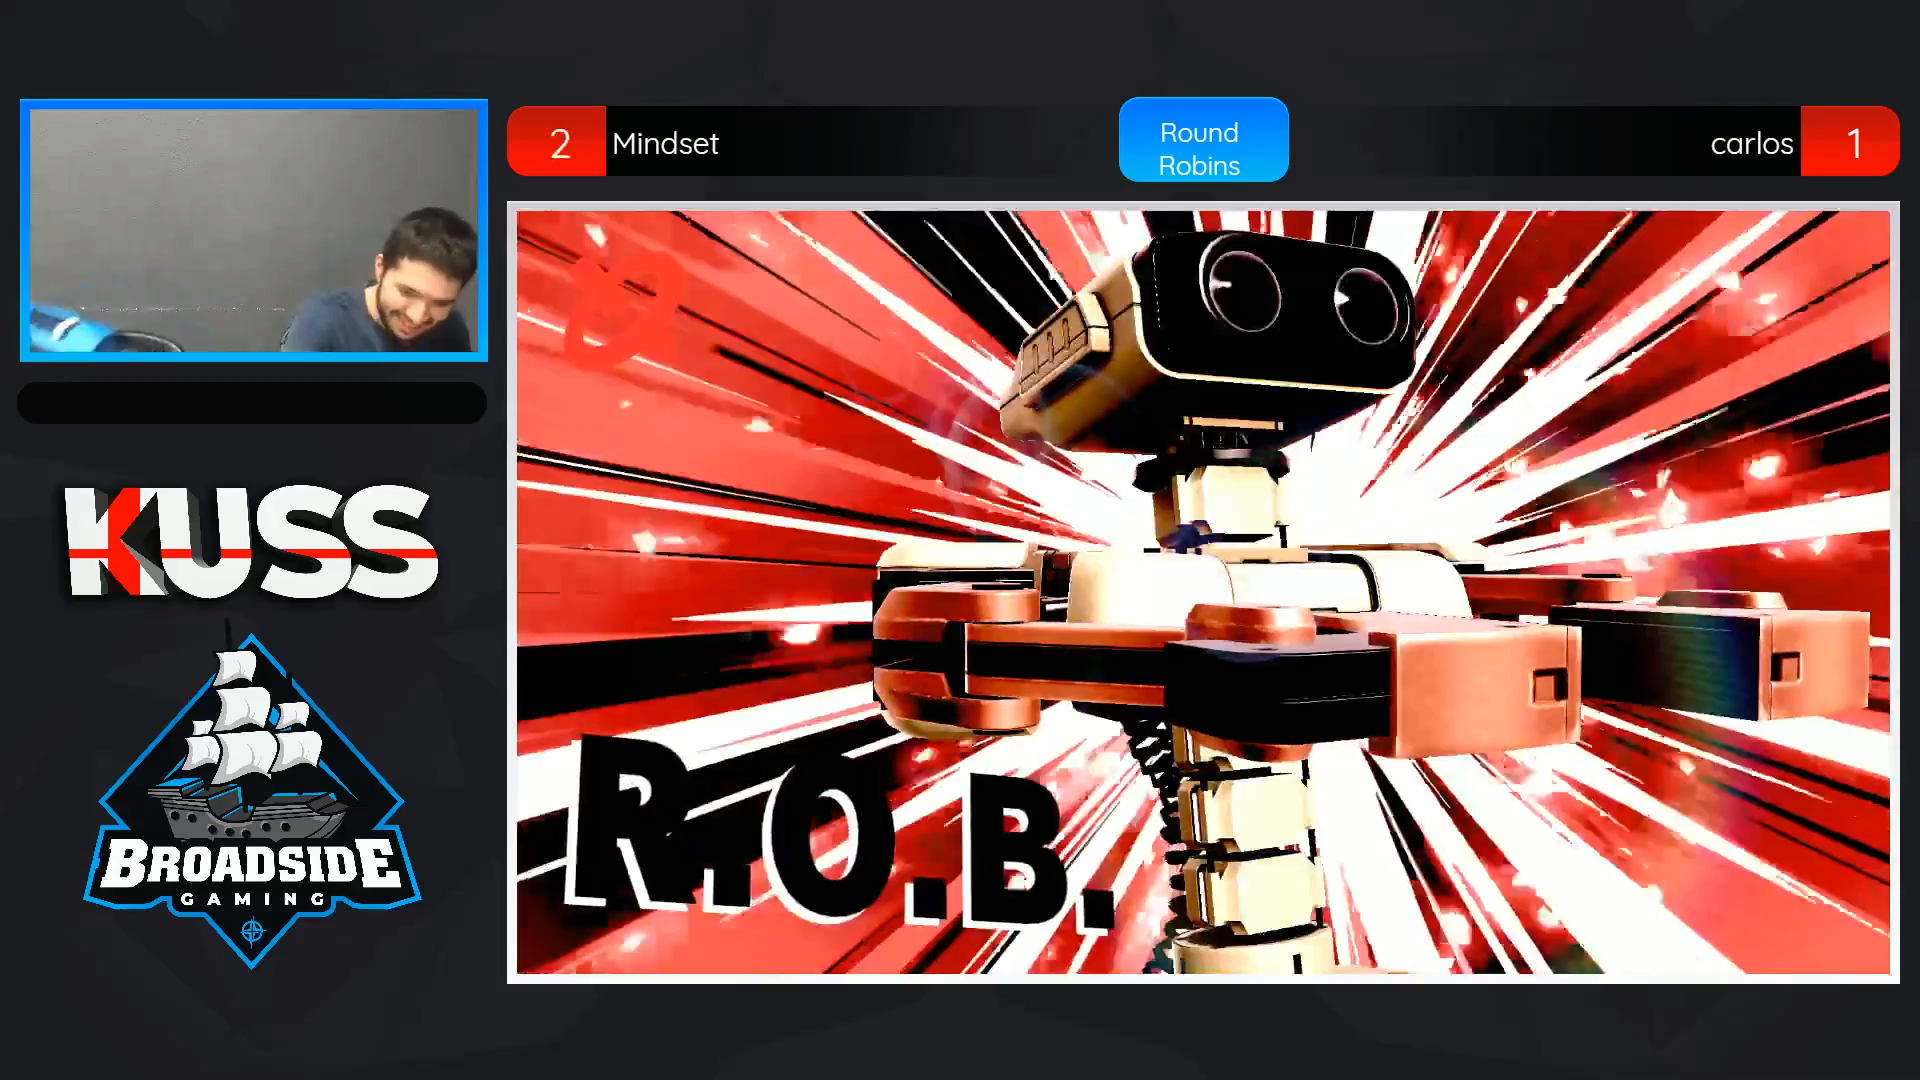 2 Mindset
Round
Robins
carlos 1
KUSS
BROADSIDE
GAMING
R.O.B.